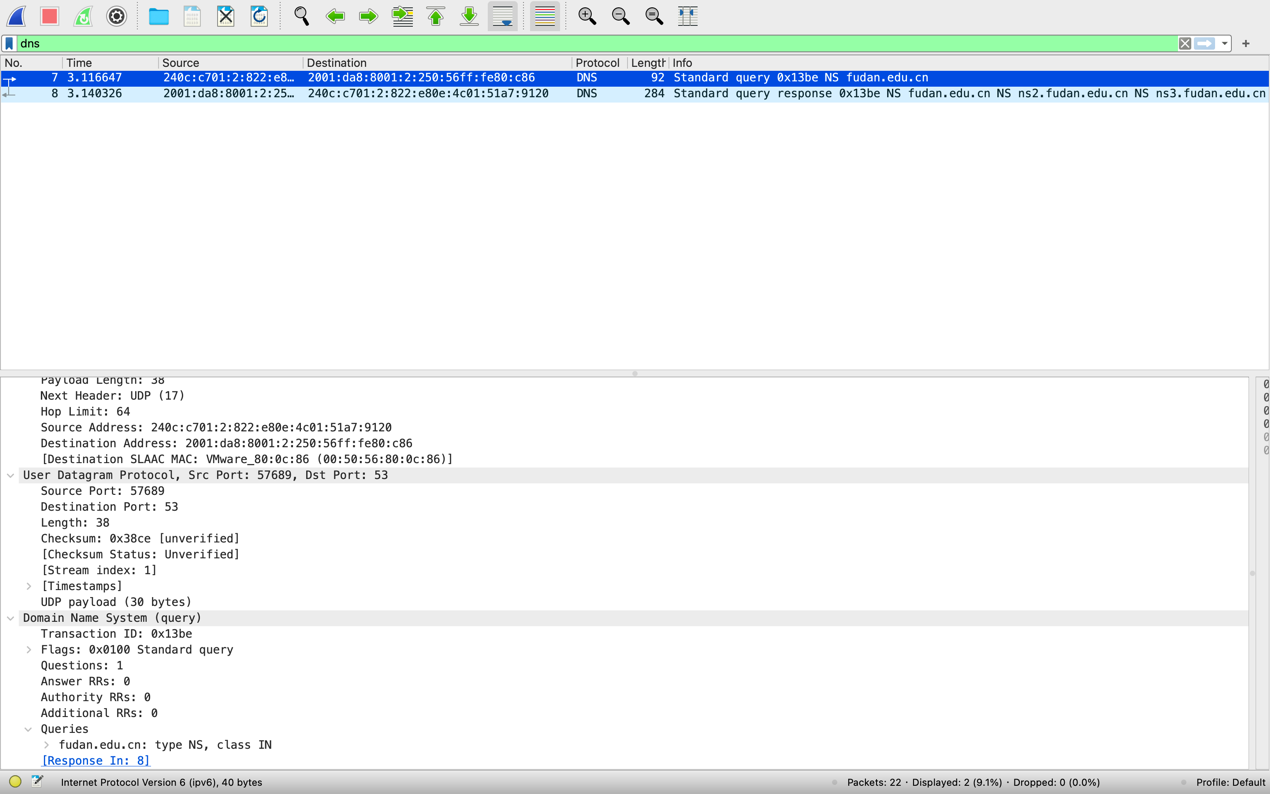 dns
No. Time Source Destination Protocol Length Info
7 3.116647 240c:c701:2:822:e8… 2001:da8:8001:2:250:56ff:fe80:c86 DNS 92 Standard query 0x13be NS fudan.edu.cn
8 3.140326 2001:da8:8001:2:25… 240c:c701:2:822:e80e:4c01:51a7:9120 DNS 284 Standard query response 0x13be NS fudan.edu.cn NS ns2.fudan.edu.cn NS ns3.fudan.edu.cn
Payload Length: 38
Next Header: UDP (17)
Hop Limit: 64
Source Address: 240c:c701:2:822:e80e:4c01:51a7:9120
Destination Address: 2001:da8:8001:2:250:56ff:fe80:c86
[Destination SLAAC MAC: VMware_80:0c:86 (00:50:56:80:0c:86)]
User Datagram Protocol, Src Port: 57689, Dst Port: 53
Source Port: 57689
Destination Port: 53
Length: 38
Checksum: 0x38ce [unverified]
[Checksum Status: Unverified]
[Stream index: 1]
[Timestamps]
UDP payload (30 bytes)
Domain Name System (query)
Transaction ID: 0x13be
Flags: 0x0100 Standard query
Questions: 1
Answer RRs: 0
Authority RRs: 0
Additional RRs: 0
Queries
fudan.edu.cn: type NS, class IN
[Response In: 8]
0
0
0
0
0
0
Internet Protocol Version 6 (ipv6), 40 bytes
Packets: 22 · Displayed: 2 (9.1%) · Dropped: 0 (0.0%)
Profile: Default